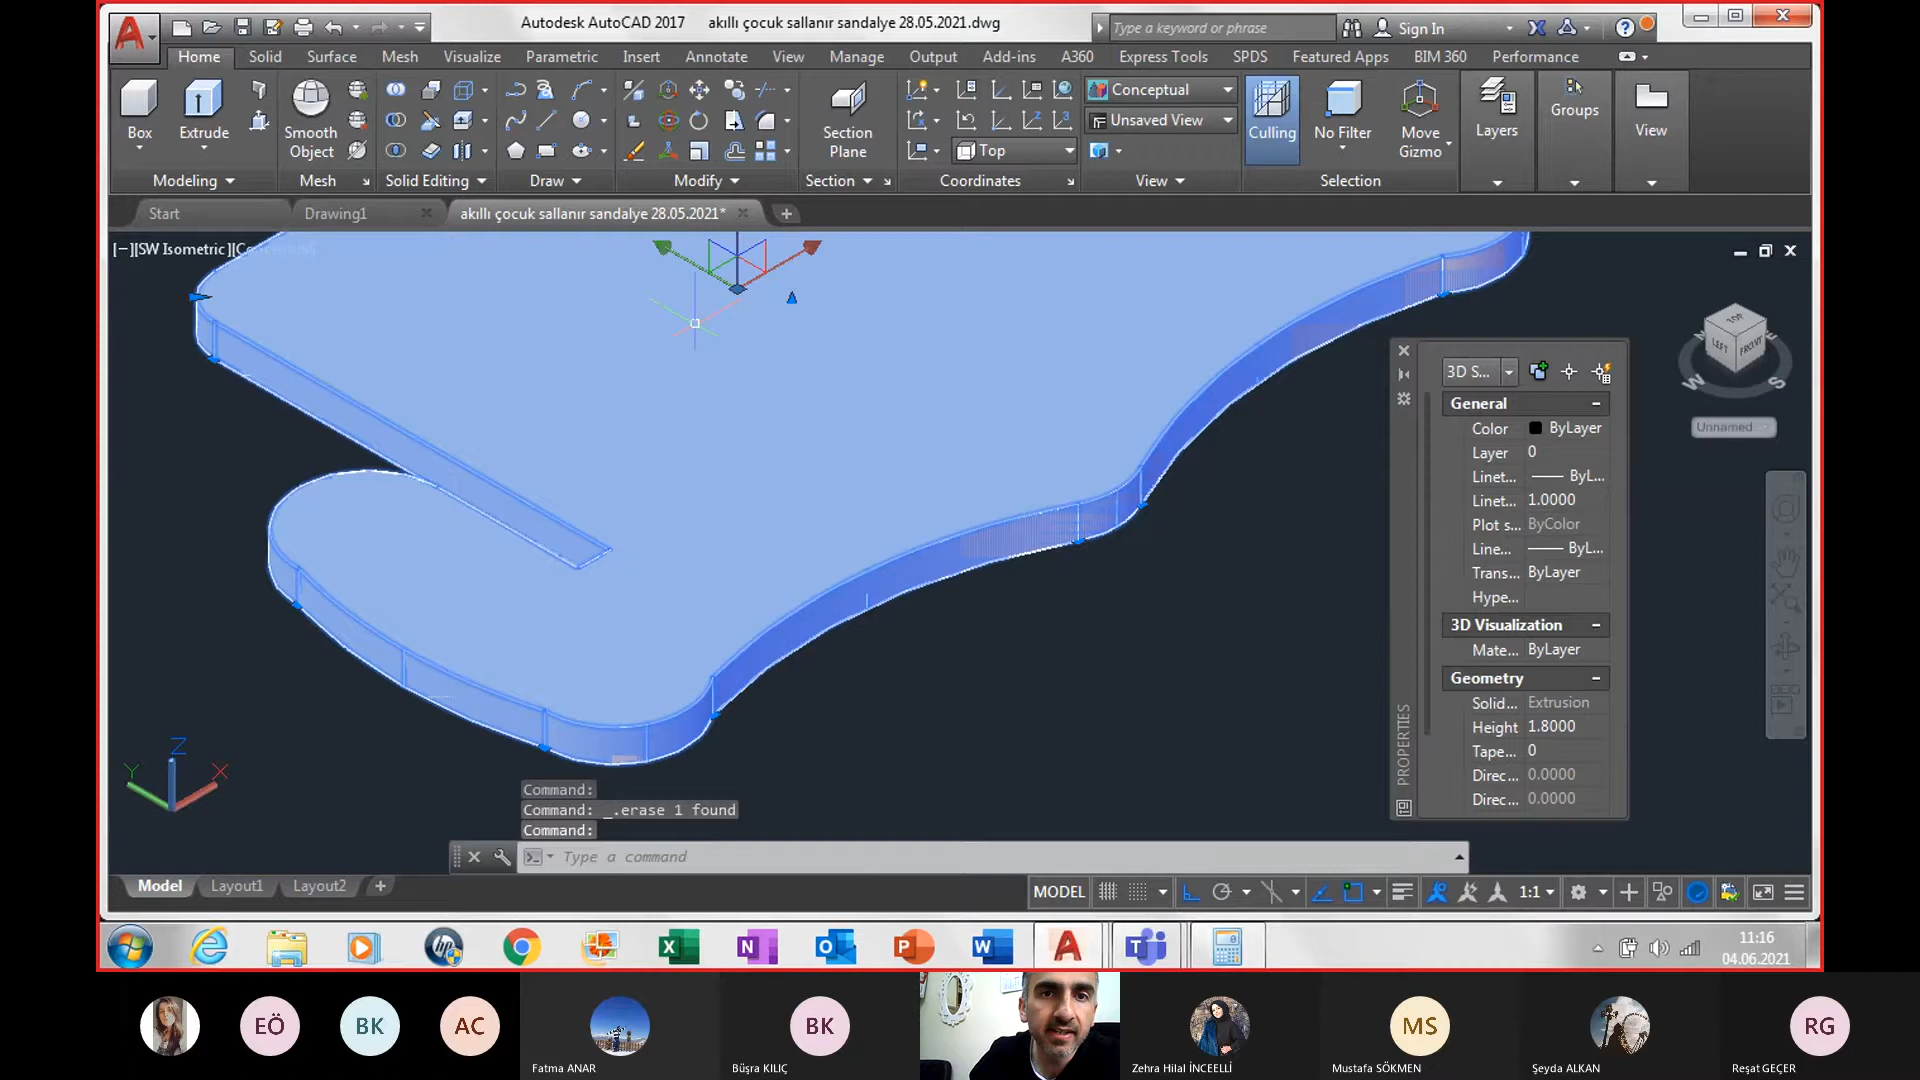 Autodesk AutoCAD 2017 akıllı çocuk sallanır sandalye 28.05.2021.dwg
Type a keyword or phrase
Sign In
Home Solid Surface Mesh Visualize Parametric Insert Annotate View Manage Output Add-ins A360 Express Tools SPDS Featured Apps BIM 360 Performance
Box
Extrude
Smooth
Object
Section
Plane
Top
Conceptual
Unsaved View
Culling
No Filter
Move
Gizmo
Layers
Groups
View
Modeling Mesh Solid Editing Draw Modify Section Coordinates View Selection
Start Drawing1 akıllı çocuk sallanır sandalye 28.05.2021*
[−][SW Isometric]
TOP
LEFT
FRONT
W
S
Unnamed
3D S...
General
Color ByLayer
Layer 0
Linet... ByL...
Linet... 1.0000
Plot s... ByColor
Line... ByL...
Trans... ByLayer
Hype...
3D Visualization
Mate... ByLayer
Geometry
Solid... Extrusion
Height 1.8000
Tape... 0
Direc... 0.0000
Direc... 0.0000
PROPERTIES
Z
Y
X
Command:
Command: _.erase 1 found
Command:
Type a command
Model Layout1 Layout2
MODEL
1:1
11:16
04.06.2021
EÖ
BK
AC
Fatma ANAR
BK
Büşra KILIÇ
Zehra Hilal İNCEELLİ
MS
Mustafa SÖKMEN
Şeyda ALKAN
RG
Reşat GEÇER